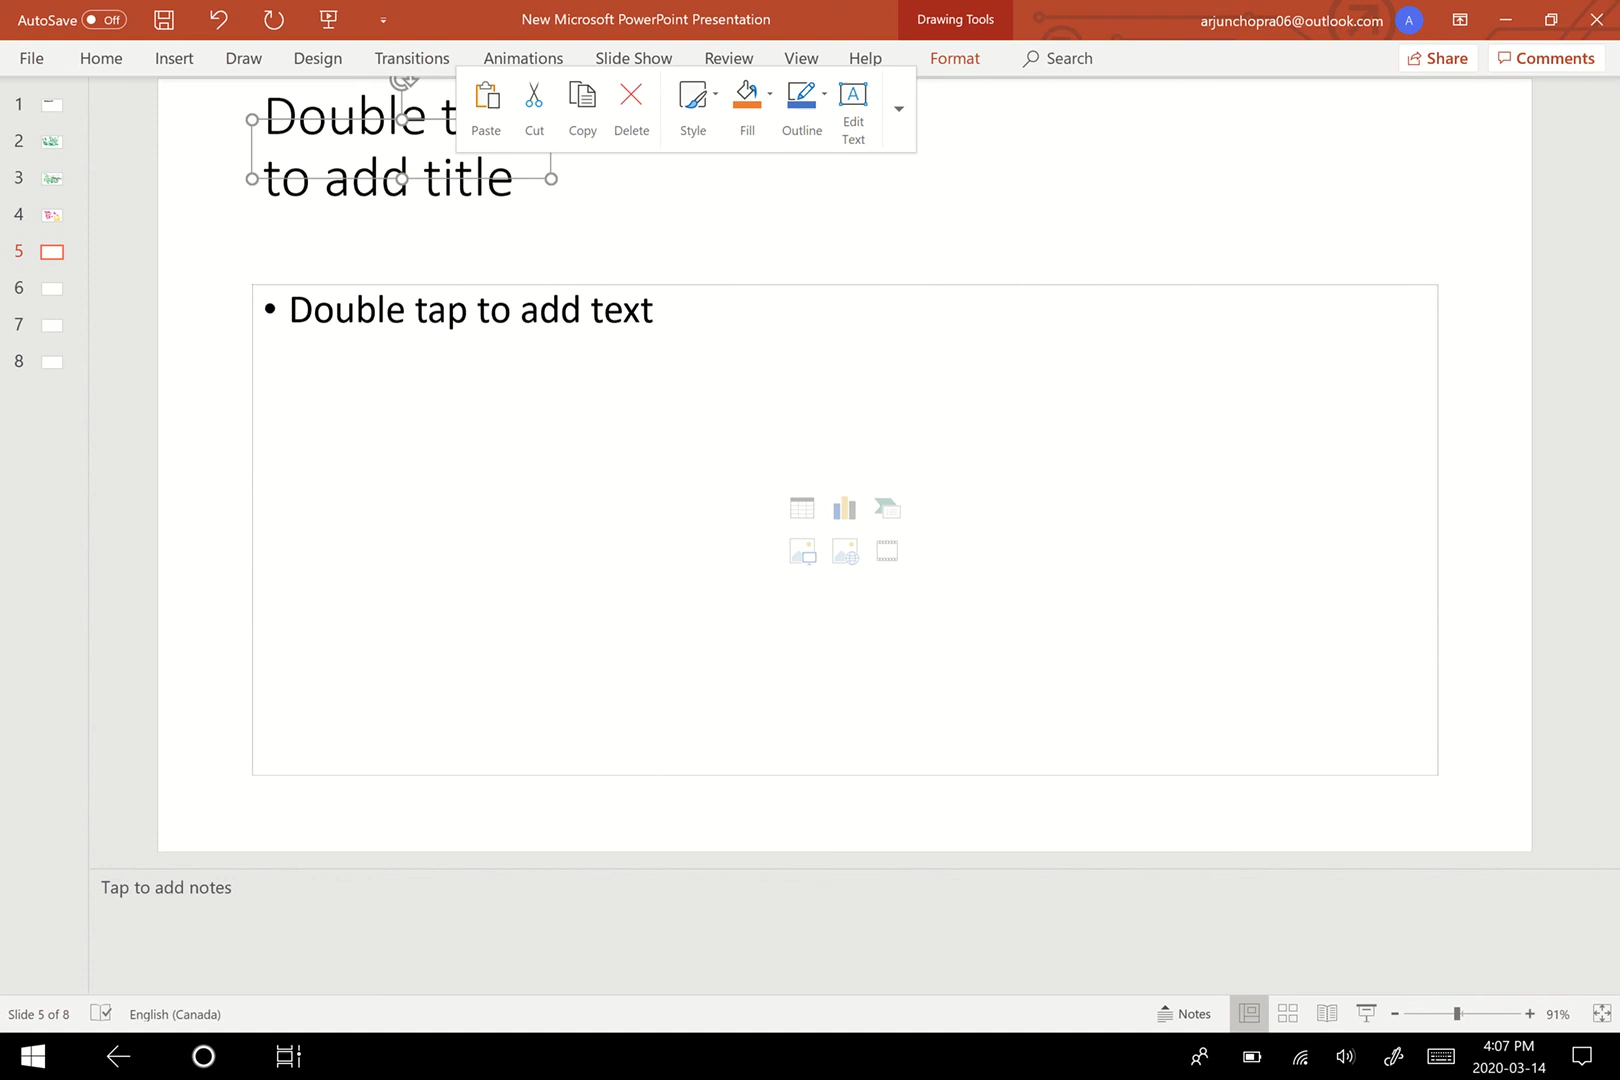 AutoSave Off
New Microsoft PowerPoint Presentation
Drawing Tools
arjunchopra06@outlook.com A
File Home Insert Draw Design Transitions Animations Slide Show Review View Help Format Search Share Comments
Paste Cut Copy Delete Style Fill Outline Edit Text
1
2
3
4
5
6
7
8
Double t
to add title
• Double tap to add text
Tap to add notes
Slide 5 of 8 English (Canada) Notes 91%
4:07 PM
2020-03-14